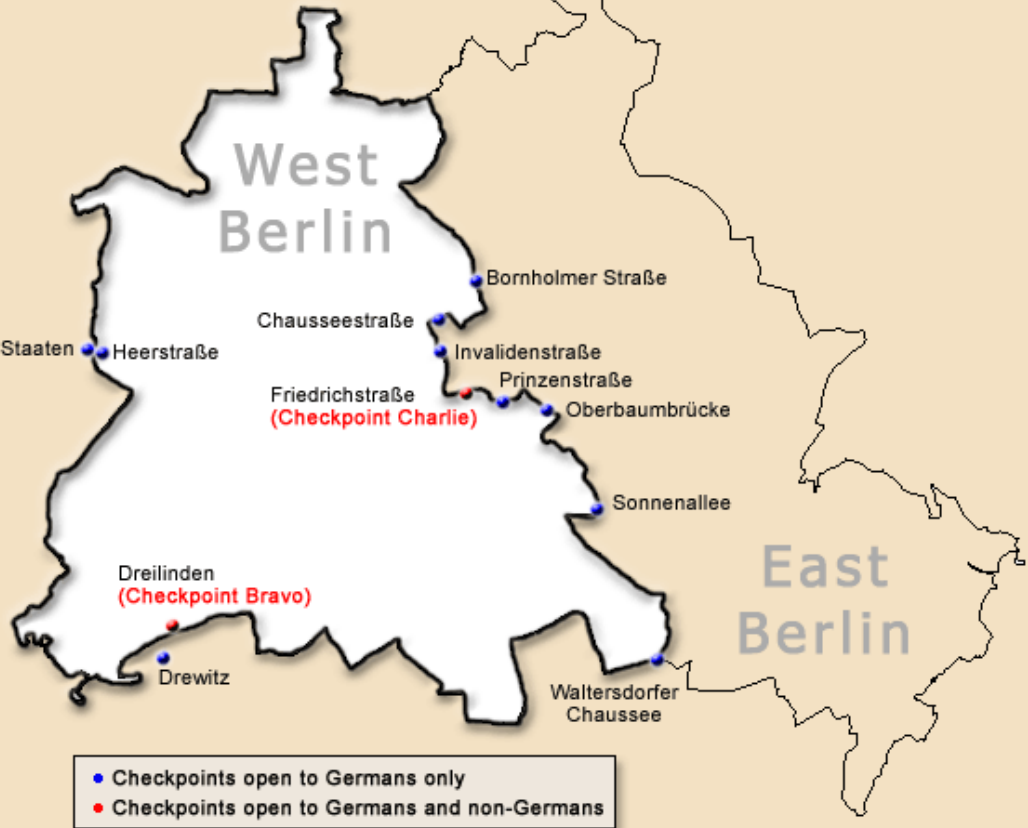 West
Berlin
Bornholmer Straße
Chausseestraße
Staaten
Heerstraße
Invalidenstraße
Prinzenstraße
Friedrichstraße
(Checkpoint Charlie)
Oberbaumbrücke
Sonnenallee
East
Berlin
Dreilinden
(Checkpoint Bravo)
Drewitz
Waltersdorfer
Chaussee
Checkpoints open to Germans only
Checkpoints open to Germans and non-Germans